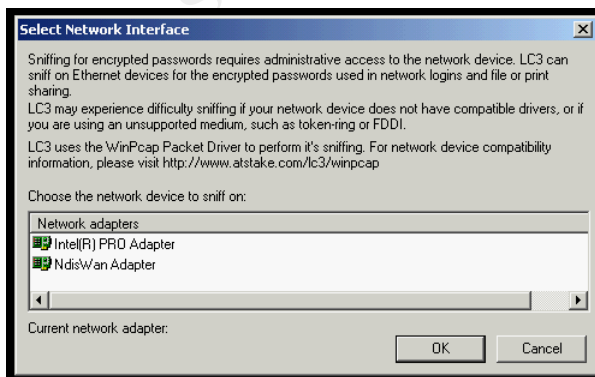 Select Network Interface
Sniffing for encrypted passwords requires administrative access to the network device. LC3 can
sniff on Ethernet devices for the encrypted passwords used in network logins and file or print
sharing.
LC3 may experience difficulty sniffing if your network device does not have compatible drivers, or if
you are using an unsupported medium, such as token-ring or FDDI.
LC3 uses the WinPcap Packet Driver to perform it's sniffing. For network device compatibility
information, please visit http://www.atstake.com/lc3/winpcap
Choose the network device to sniff on:
Network adapters
Intel(R) PRO Adapter
NdisWan Adapter
Current network adapter:
OK
Cancel